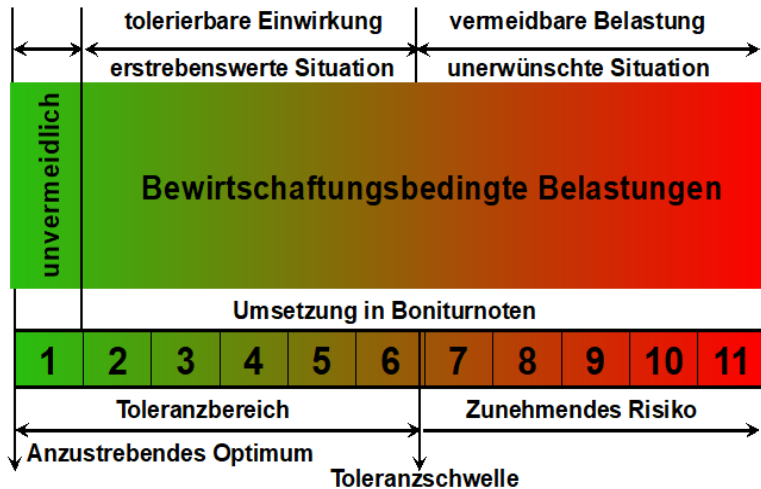 tolerierbare Einwirkung vermeidbare Belastung
erstrebenswerte Situation unerwünschte Situation
unvermeidlich
Bewirtschaftungsbedingte Belastungen
Umsetzung in Boniturnoten
1 2 3 4 5 6 7 8 9 10 11
Toleranzbereich Zunehmendes Risiko
Anzustrebendes Optimum
Toleranzschwelle